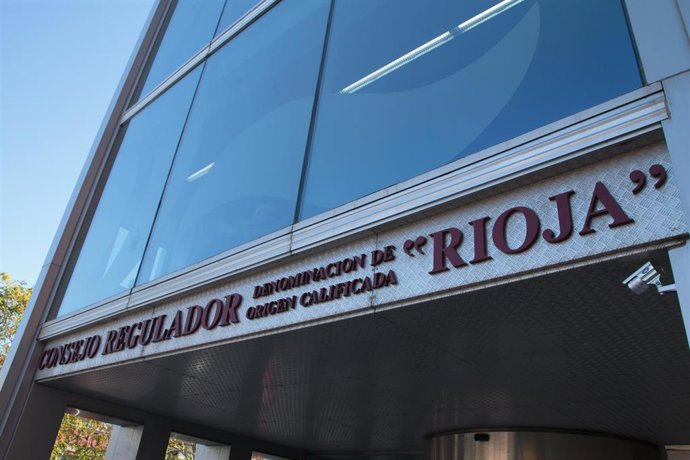 CONSEJO REGULADOR
DENOMINACION DE
ORIGEN CALIFICADA
“RIOJA”